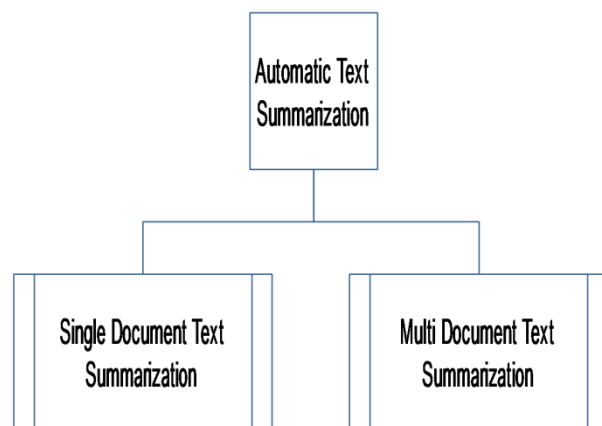 Automatic Text
Summarization
Single Document Text
Summarization
Multi Document Text
Summarization